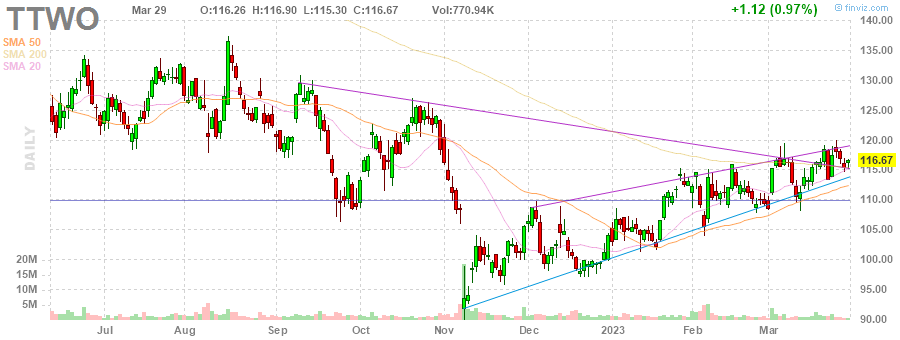 TTWO
Mar 29 O:116.26 H:116.90 L:115.30 C:116.67 Vol:770.94K +1.12 (0.97%)
© finviz.com
SMA 50
SMA 200
SMA 20
DAILY
140.00
135.00
130.00
125.00
120.00
116.67
115.00
110.00
105.00
100.00
95.00
90.00
20M
15M
10M
5M
Jul Aug Sep Oct Nov Dec 2023 Feb Mar